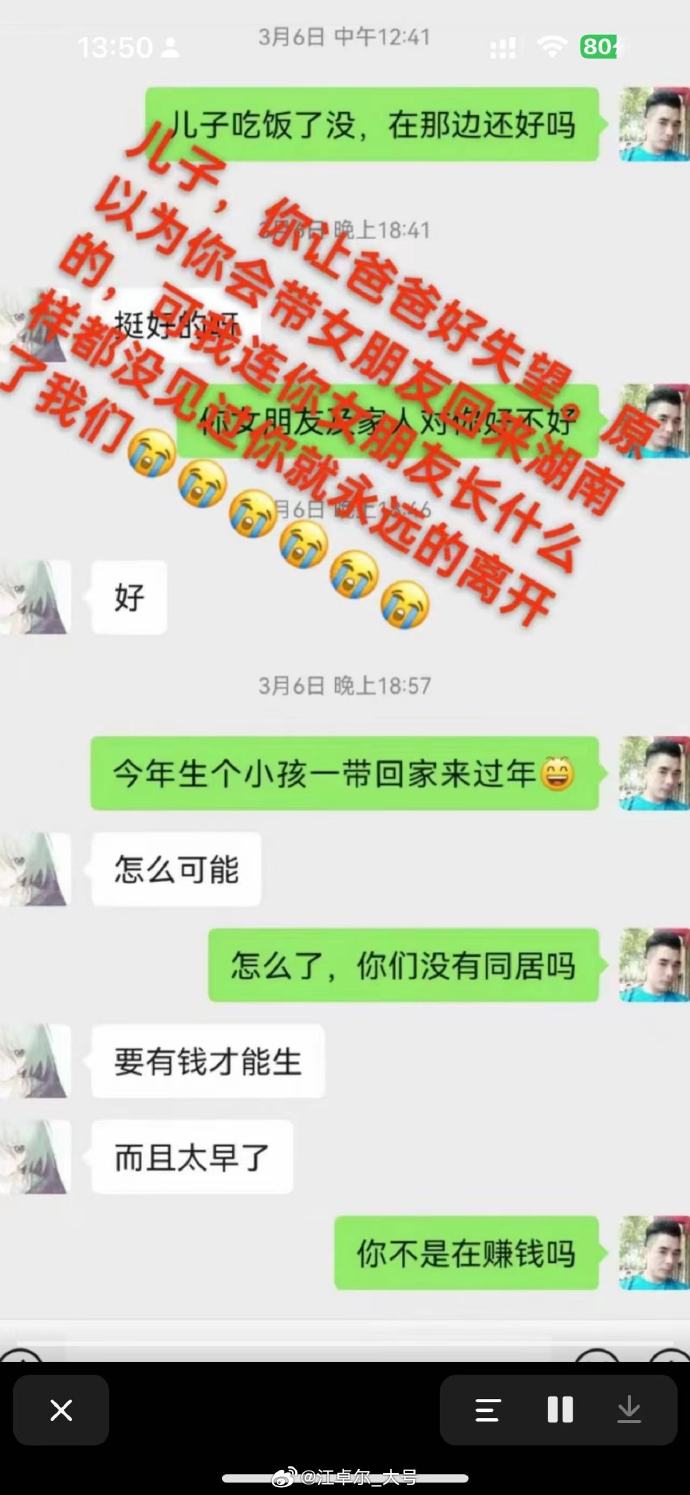 13:50
80
3月6日 中午12:41
儿子吃饭了没，在那边还好吗
3月6日 晚上18:41
挺好的呀
你女朋友及家人对你好不好
3月6日 晚上18:46
好
儿子，你让爸爸好失望。原
以为你会带女朋友回来湖南
的，可我连你女朋友长什么
样都没见过你就永远的离开
了我们😭😭😭😭😭😭
3月6日 晚上18:57
今年生个小孩一带回家来过年😄
怎么可能
怎么了，你们没有同居吗
要有钱才能生
而且太早了
你不是在赚钱吗
@江卓尔_大号